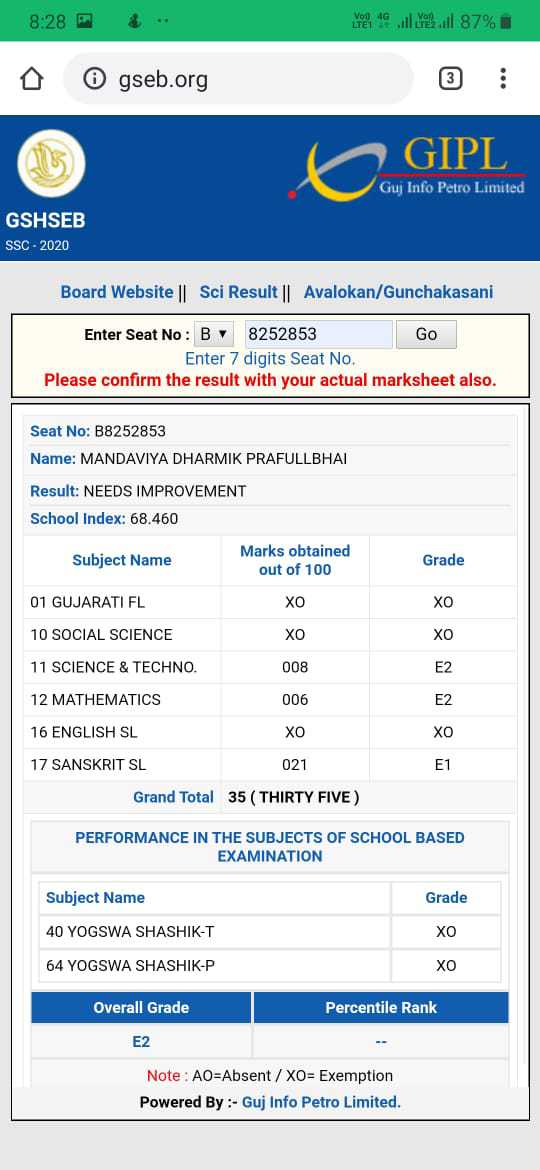 8:28 Vo)) 4G LTE1 Vo)) LTE2 87%
gseb.org 3
GIPL
Guj Info Petro Limited
GSHSEB
SSC - 2020
Board Website || Sci Result || Avalokan/Gunchakasani
Enter Seat No : B 8252853 Go
Enter 7 digits Seat No.
Please confirm the result with your actual marksheet also.
Seat No: B8252853
Name: MANDAVIYA DHARMIK PRAFULLBHAI
Result: NEEDS IMPROVEMENT
School Index: 68.460
Subject Name Marks obtained out of 100 Grade
01 GUJARATI FL XO XO
10 SOCIAL SCIENCE XO XO
11 SCIENCE & TECHNO. 008 E2
12 MATHEMATICS 006 E2
16 ENGLISH SL XO XO
17 SANSKRIT SL 021 E1
Grand Total 35 ( THIRTY FIVE )
PERFORMANCE IN THE SUBJECTS OF SCHOOL BASED
EXAMINATION
Subject Name Grade
40 YOGSWA SHASHIK-T XO
64 YOGSWA SHASHIK-P XO
Overall Grade Percentile Rank
E2 --
Note : AO=Absent / XO= Exemption
Powered By :- Guj Info Petro Limited.